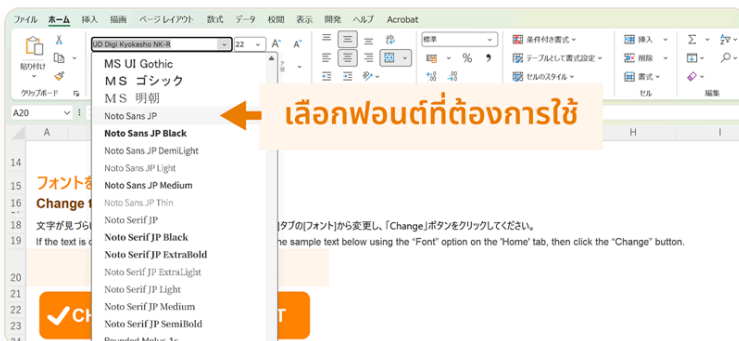 ファイル ホーム 挿入 描画 ページ レイアウト 数式 データ 校閲 表示 開発 ヘルプ Acrobat
UD Digi Kyokasho NK-R 22 A A 標準 条件付き書式 挿入
貼り付け % テーブルとして書式設定 削除
セルのスタイル 書式
クリップボード セル 編集
A20
A H I
MS UI Gothic
MS ゴシック
MS 明朝
Noto Sans JP
Noto Sans JP Black
Noto Sans JP DemiLight
Noto Sans JP Light
Noto Sans JP Medium
Noto Sans JP Thin
Noto Serif JP
Noto Serif JP Black
Noto Serif JP ExtraBold
Noto Serif JP ExtraLight
Noto Serif JP Light
Noto Serif JP Medium
Noto Serif JP SemiBold
เลือกฟอนต์ที่ต้องการใช้
14
15 フォントを
16 Change
18 文字が見づら タブの[フォント]から変更し、「Change」ボタンをクリックしてください。
19 If the text is sample text below using the "Font" option on the 'Home' tab, then click the "Change" button.
20
21
22 CH T
23